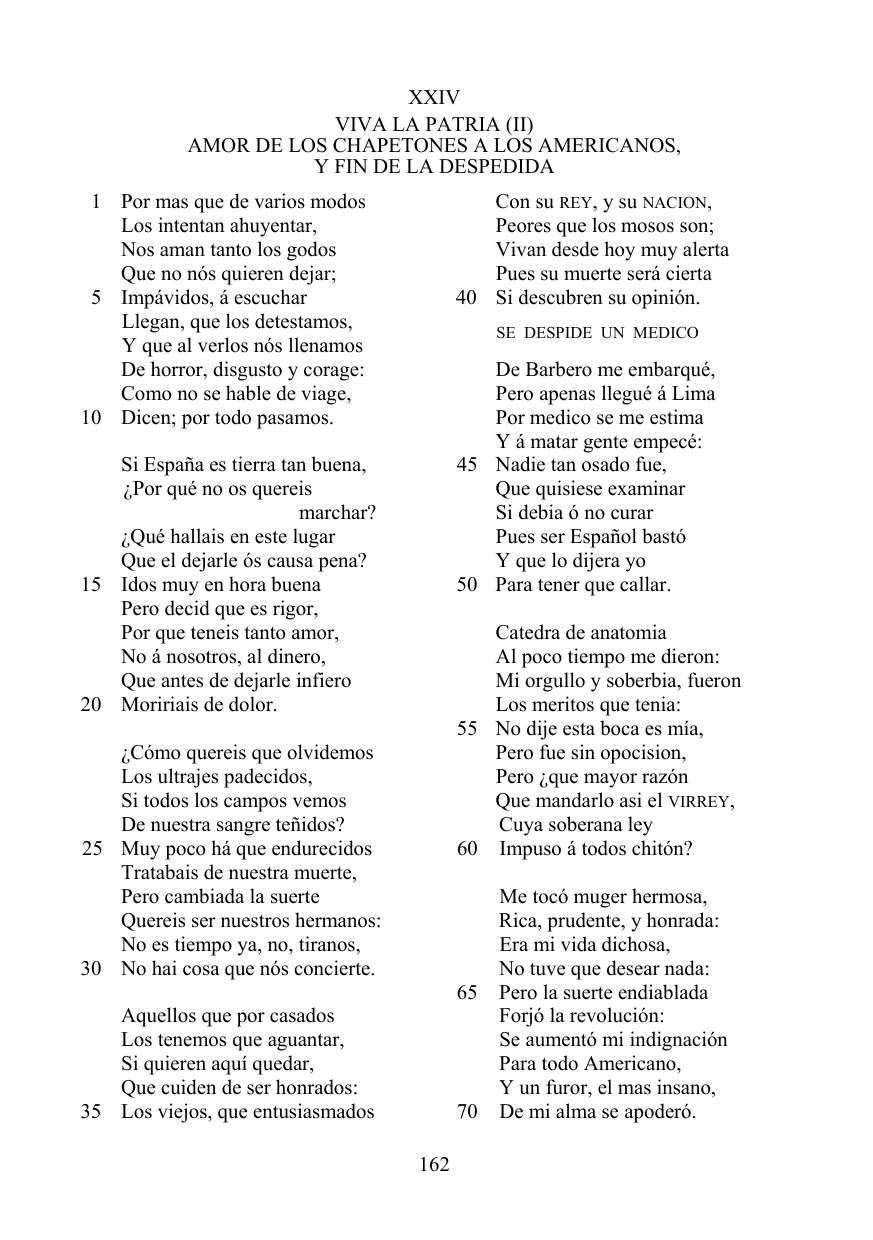 XXIV
VIVA LA PATRIA (II)
AMOR DE LOS CHAPETONES A LOS AMERICANOS,
Y FIN DE LA DESPEDIDA
1 Por mas que de varios modos
Los intentan ahuyentar,
Nos aman tanto los godos
Que no nós quieren dejar;
5 Impávidos, á escuchar
Llegan, que los detestamos,
Y que al verlos nós llenamos
De horror, disgusto y corage:
Como no se hable de viage,
10 Dicen; por todo pasamos.
Si España es tierra tan buena,
¿Por qué no os quereis
marchar?
¿Qué hallais en este lugar
Que el dejarle ós causa pena?
15 Idos muy en hora buena
Pero decid que es rigor,
Por que teneis tanto amor,
No á nosotros, al dinero,
Que antes de dejarle infiero
20 Moririais de dolor.
¿Cómo quereis que olvidemos
Los ultrajes padecidos,
Si todos los campos vemos
De nuestra sangre teñidos?
25 Muy poco há que endurecidos
Tratabais de nuestra muerte,
Pero cambiada la suerte
Quereis ser nuestros hermanos:
No es tiempo ya, no, tiranos,
30 No hai cosa que nós concierte.
Aquellos que por casados
Los tenemos que aguantar,
Si quieren aquí quedar,
Que cuiden de ser honrados:
35 Los viejos, que entusiasmados
Con su REY, y su NACION,
Peores que los mosos son;
Vivan desde hoy muy alerta
Pues su muerte será cierta
40 Si descubren su opinión.
SE DESPIDE UN MEDICO
De Barbero me embarqué,
Pero apenas llegué á Lima
Por medico se me estima
Y á matar gente empecé:
45 Nadie tan osado fue,
Que quisiese examinar
Si debia ó no curar
Pues ser Español bastó
Y que lo dijera yo
50 Para tener que callar.
Catedra de anatomia
Al poco tiempo me dieron:
Mi orgullo y soberbia, fueron
Los meritos que tenia:
55 No dije esta boca es mía,
Pero fue sin opocision,
Pero ¿que mayor razón
Que mandarlo asi el VIRREY,
Cuya soberana ley
60 Impuso á todos chitón?
Me tocó muger hermosa,
Rica, prudente, y honrada:
Era mi vida dichosa,
No tuve que desear nada:
65 Pero la suerte endiablada
Forjó la revolución:
Se aumentó mi indignación
Para todo Americano,
Y un furor, el mas insano,
70 De mi alma se apoderó.
162